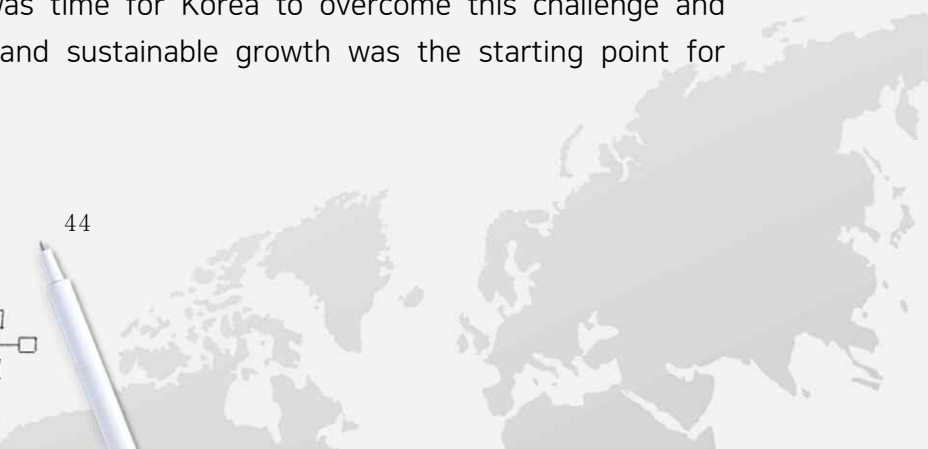 was time for Korea to overcome this challenge and
and sustainable growth was the starting point for
44